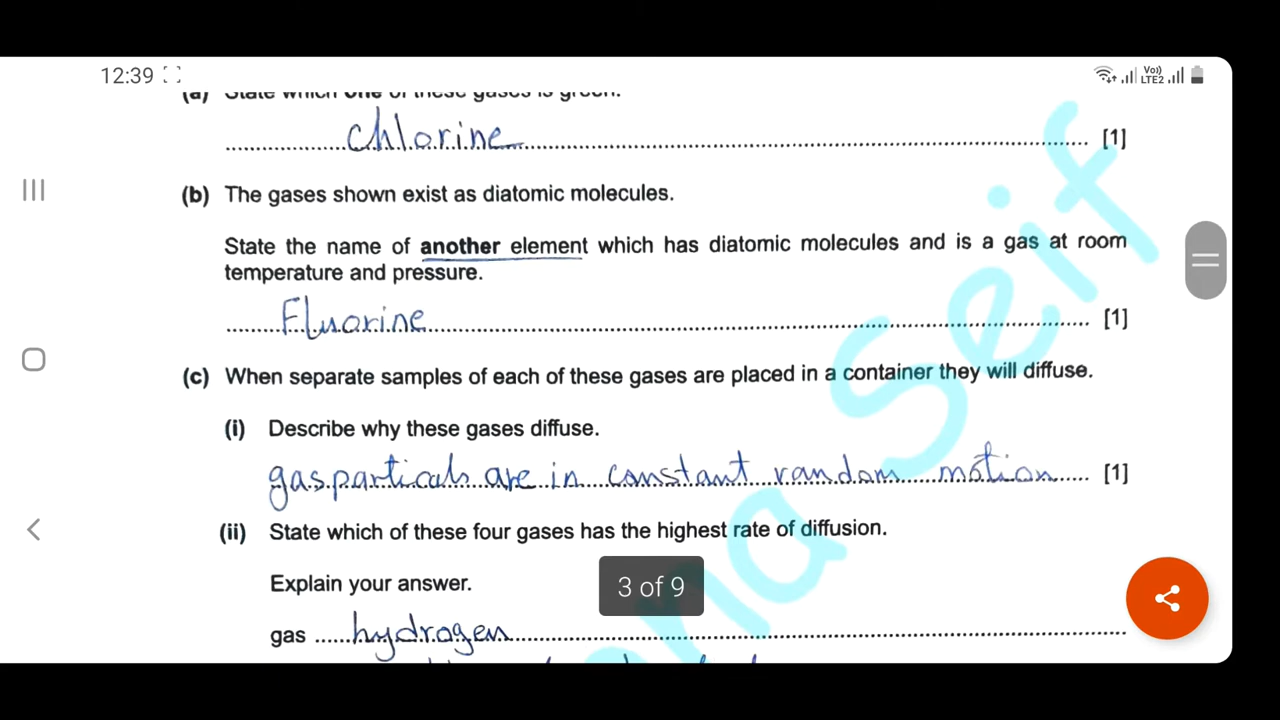 12:39
Vo)) LTE2
(a) State which one of these gases is green.
chlorine [1]
(b) The gases shown exist as diatomic molecules.
State the name of another element which has diatomic molecules and is a gas at room
temperature and pressure.
Fluorine [1]
(c) When separate samples of each of these gases are placed in a container they will diffuse.
(i) Describe why these gases diffuse.
gas particals are in constant random motion [1]
(ii) State which of these four gases has the highest rate of diffusion.
Explain your answer.
3 of 9
gas hydrogen
na Seif